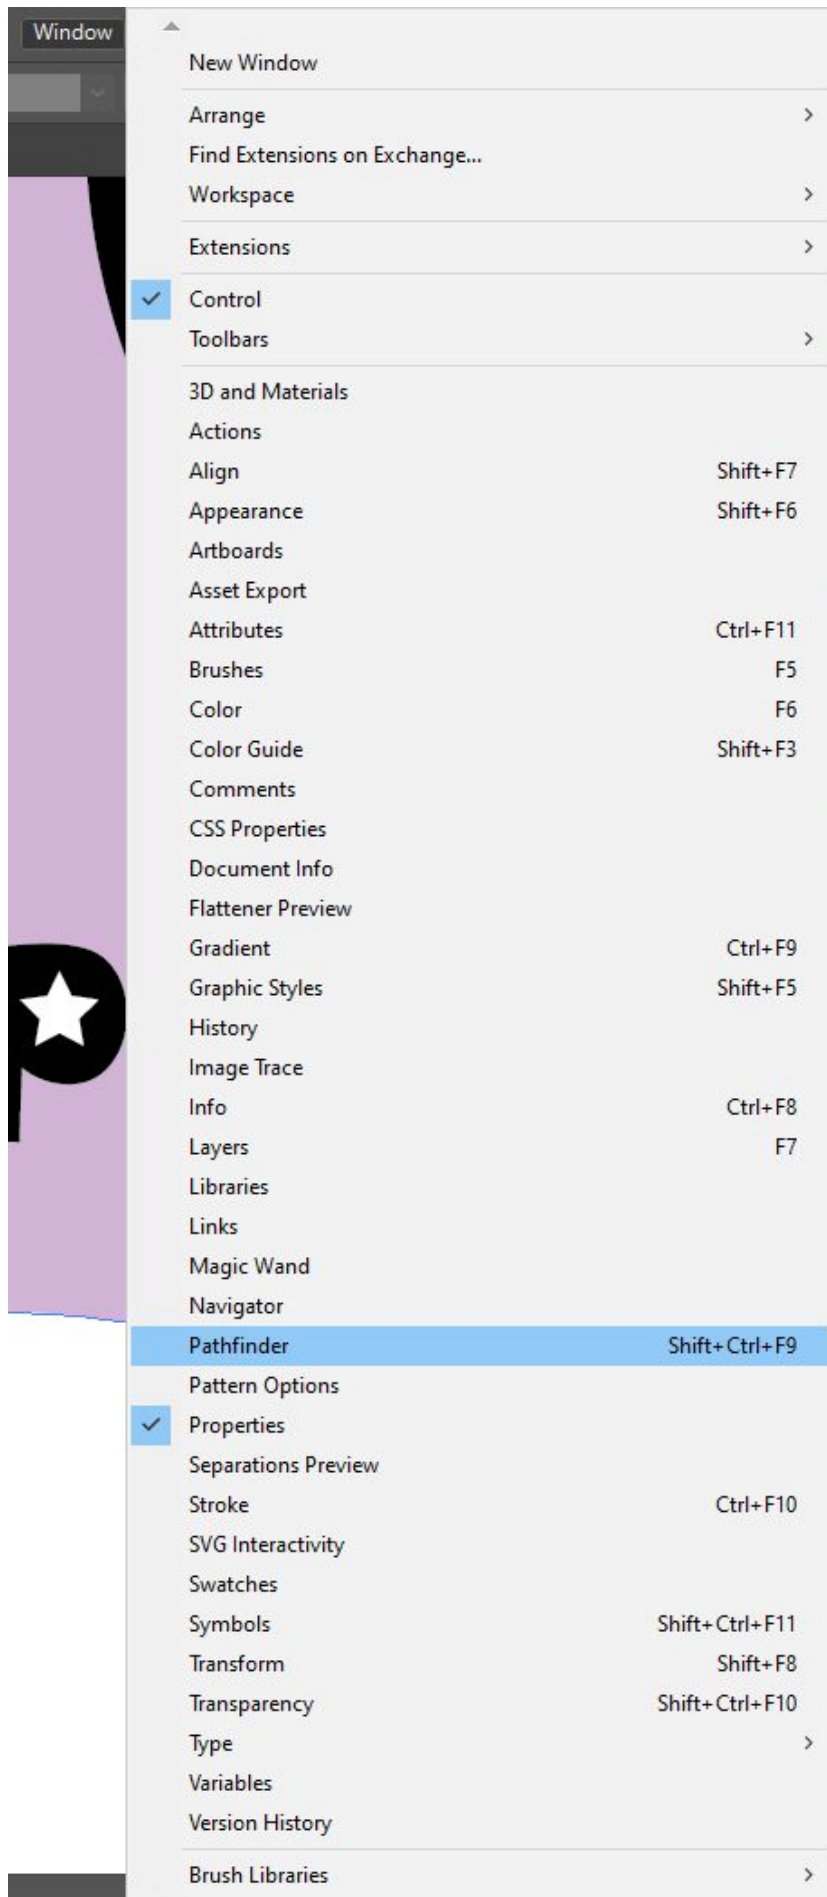 Window
New Window
Arrange
Find Extensions on Exchange...
Workspace
Extensions
Control
Toolbars
3D and Materials
Actions
Align Shift+F7
Appearance Shift+F6
Artboards
Asset Export
Attributes Ctrl+F11
Brushes F5
Color F6
Color Guide Shift+F3
Comments
CSS Properties
Document Info
Flattener Preview
Gradient Ctrl+F9
Graphic Styles Shift+F5
History
Image Trace
Info Ctrl+F8
Layers F7
Libraries
Links
Magic Wand
Navigator
Pathfinder Shift+Ctrl+F9
Pattern Options
Properties
Separations Preview
Stroke Ctrl+F10
SVG Interactivity
Swatches
Symbols Shift+Ctrl+F11
Transform Shift+F8
Transparency Shift+Ctrl+F10
Type
Variables
Version History
Brush Libraries
p